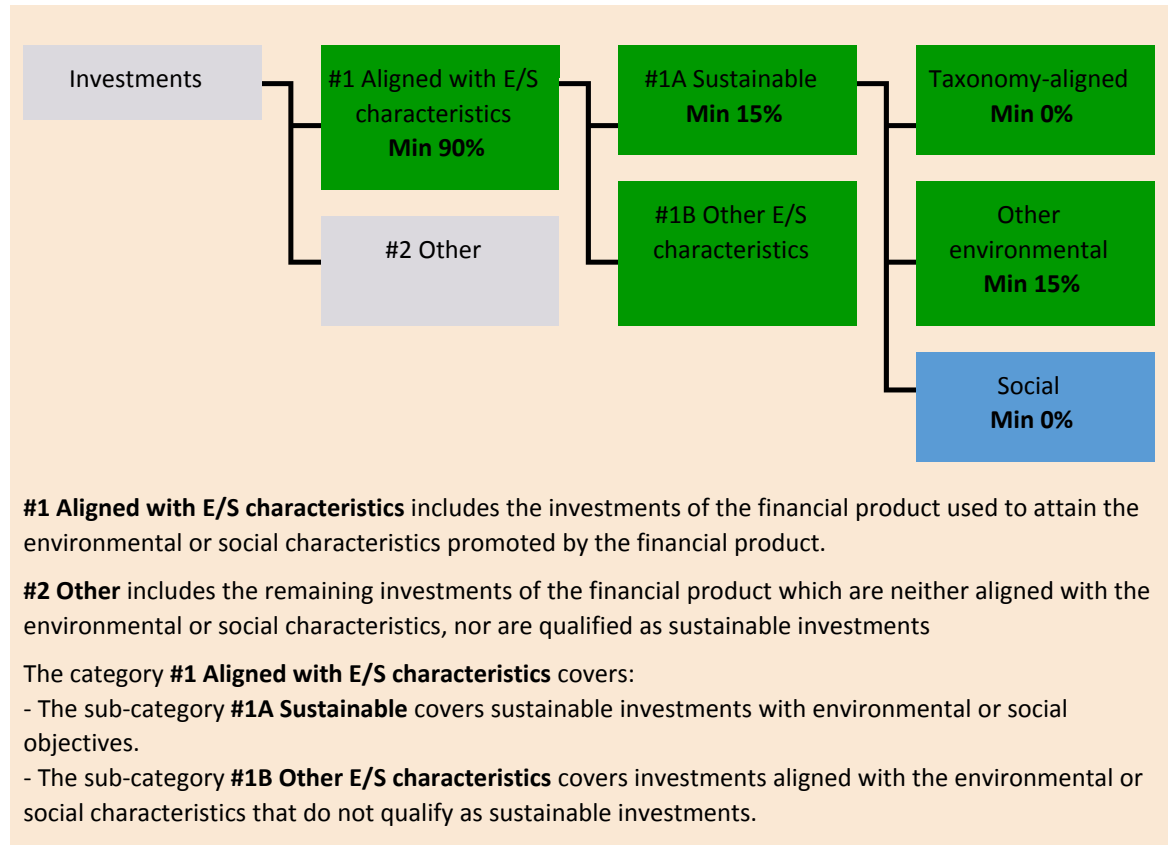 Investments
#1 Aligned with E/S
characteristics
Min 90%
#2 Other
#1A Sustainable
Min 15%
#1B Other E/S
characteristics
Taxonomy-aligned
Min 0%
Other
environmental
Min 15%
Social
Min 0%
#1 Aligned with E/S characteristics includes the investments of the financial product used to attain the
environmental or social characteristics promoted by the financial product.
#2 Other includes the remaining investments of the financial product which are neither aligned with the
environmental or social characteristics, nor are qualified as sustainable investments
The category #1 Aligned with E/S characteristics covers:
- The sub-category #1A Sustainable covers sustainable investments with environmental or social
objectives.
- The sub-category #1B Other E/S characteristics covers investments aligned with the environmental or
social characteristics that do not qualify as sustainable investments.